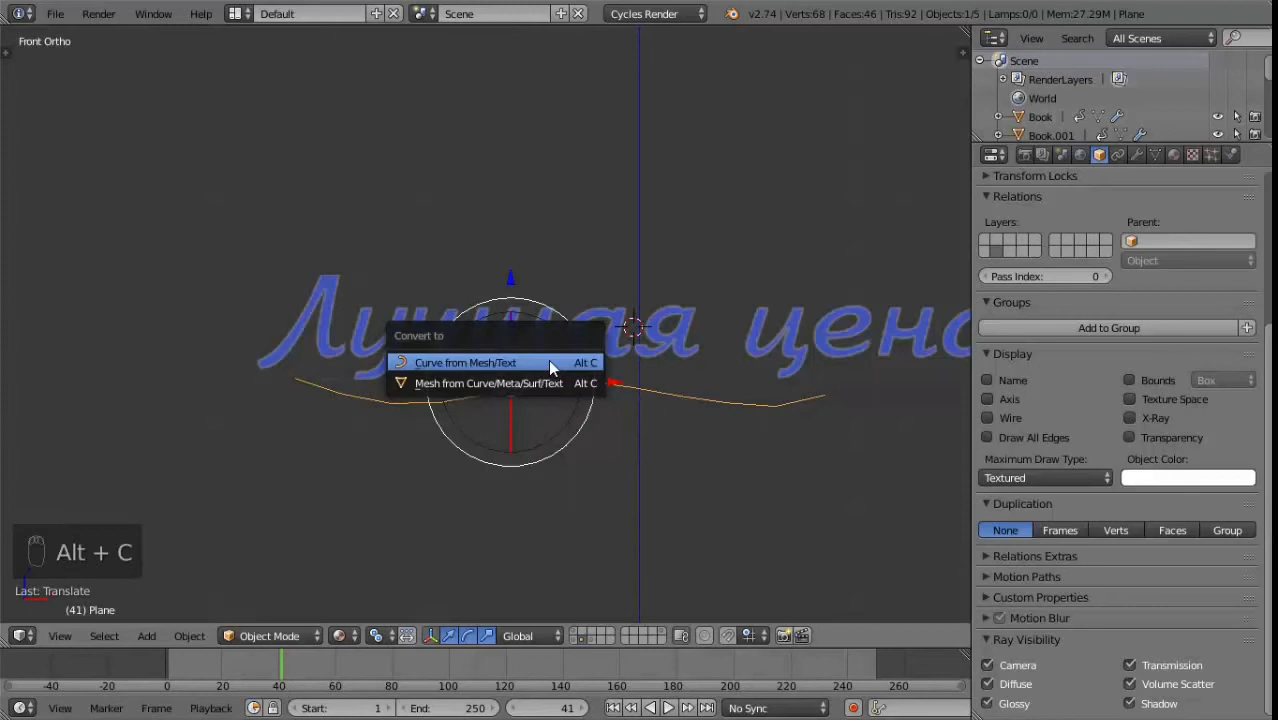 File Render Window Help Default Scene Cycles Render v2.74 | Verts:68 | Faces:46 | Tris:92 | Objects:1/5 | Lamps:0/0 | Mem:27.29M | Plane
Front Ortho
View Search All Scenes
Scene
RenderLayers
World
Book
Book.001
Transform Locks
Relations
Layers: Parent:
Object
Pass Index: 0
Groups
Add to Group
Display
Name Bounds Box
Axis Texture Space
Wire X-Ray
Draw All Edges Transparency
Maximum Draw Type: Object Color:
Textured
Duplication
None Frames Verts Faces Group
Relations Extras
Motion Paths
Custom Properties
Motion Blur
Ray Visibility
Camera Transmission
Diffuse Volume Scatter
Glossy Shadow
Лучшая цена
Convert to
Curve from Mesh/Text Alt C
Mesh from Curve/Meta/Surf/Text Alt C
Alt + C
Last: Translate
(41) Plane
View Select Add Object Object Mode Global
-40 -20 0 20 40 60 80 100 120 140 160 180 200 220 240 260
View Marker Frame Playback Start: 1 End: 250 41 No Sync